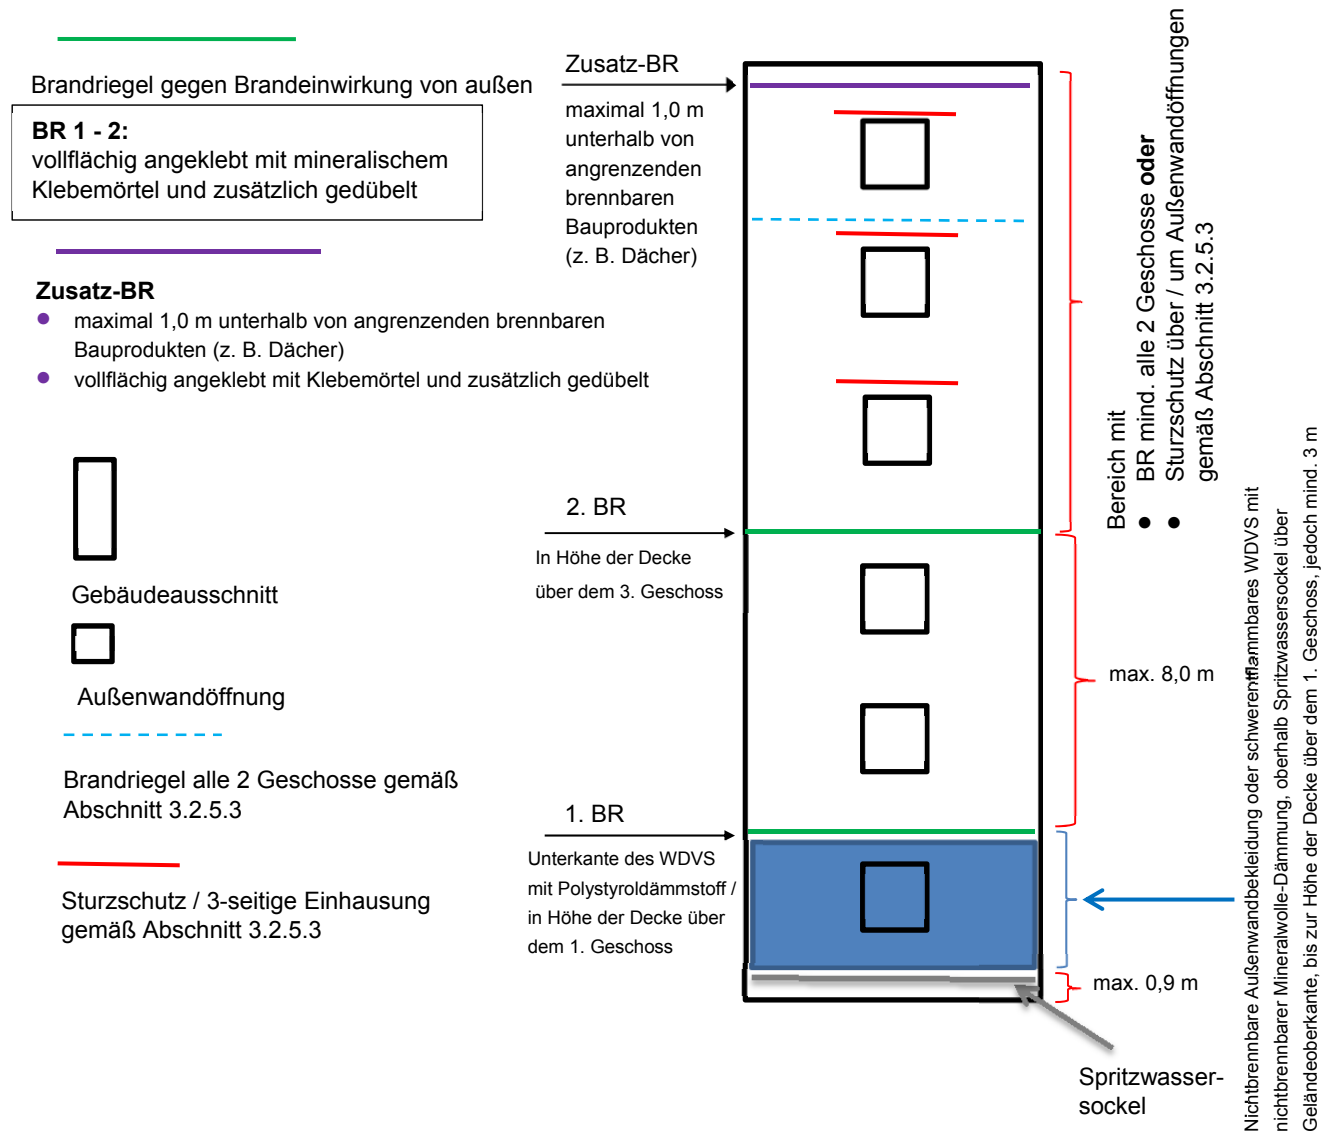 Brandriegel gegen Brandeinwirkung von außen
BR 1 - 2:
vollflächig angeklebt mit mineralischem
Klebemörtel und zusätzlich gedübelt
Zusatz-BR
● maximal 1,0 m unterhalb von angrenzenden brennbaren
Bauprodukten (z. B. Dächer)
● vollflächig angeklebt mit Klebemörtel und zusätzlich gedübelt
Gebäudeausschnitt
Außenwandöffnung
Brandriegel alle 2 Geschosse gemäß
Abschnitt 3.2.5.3
Sturzschutz / 3-seitige Einhausung
gemäß Abschnitt 3.2.5.3
Zusatz-BR
maximal 1,0 m
unterhalb von
angrenzenden
brennbaren
Bauprodukten
(z. B. Dächer)
2. BR
In Höhe der Decke
über dem 3. Geschoss
1. BR
Unterkante des WDVS
mit Polystyroldämmstoff /
in Höhe der Decke über
dem 1. Geschoss
Bereich mit
● BR mind. alle 2 Geschosse oder
● Sturzschutz über / um Außenwandöffnungen
gemäß Abschnitt 3.2.5.3
max. 8,0 m
max. 0,9 m
Spritzwasser-
sockel
Nichtbrennbare Außenwandbekleidung oder schwerentflammbares WDVS mit
nichtbrennbarer Mineralwolle-Dämmung, oberhalb Spritzwassersockel über
Geländeoberkante, bis zur Höhe der Decke über dem 1. Geschoss, jedoch mind. 3 m